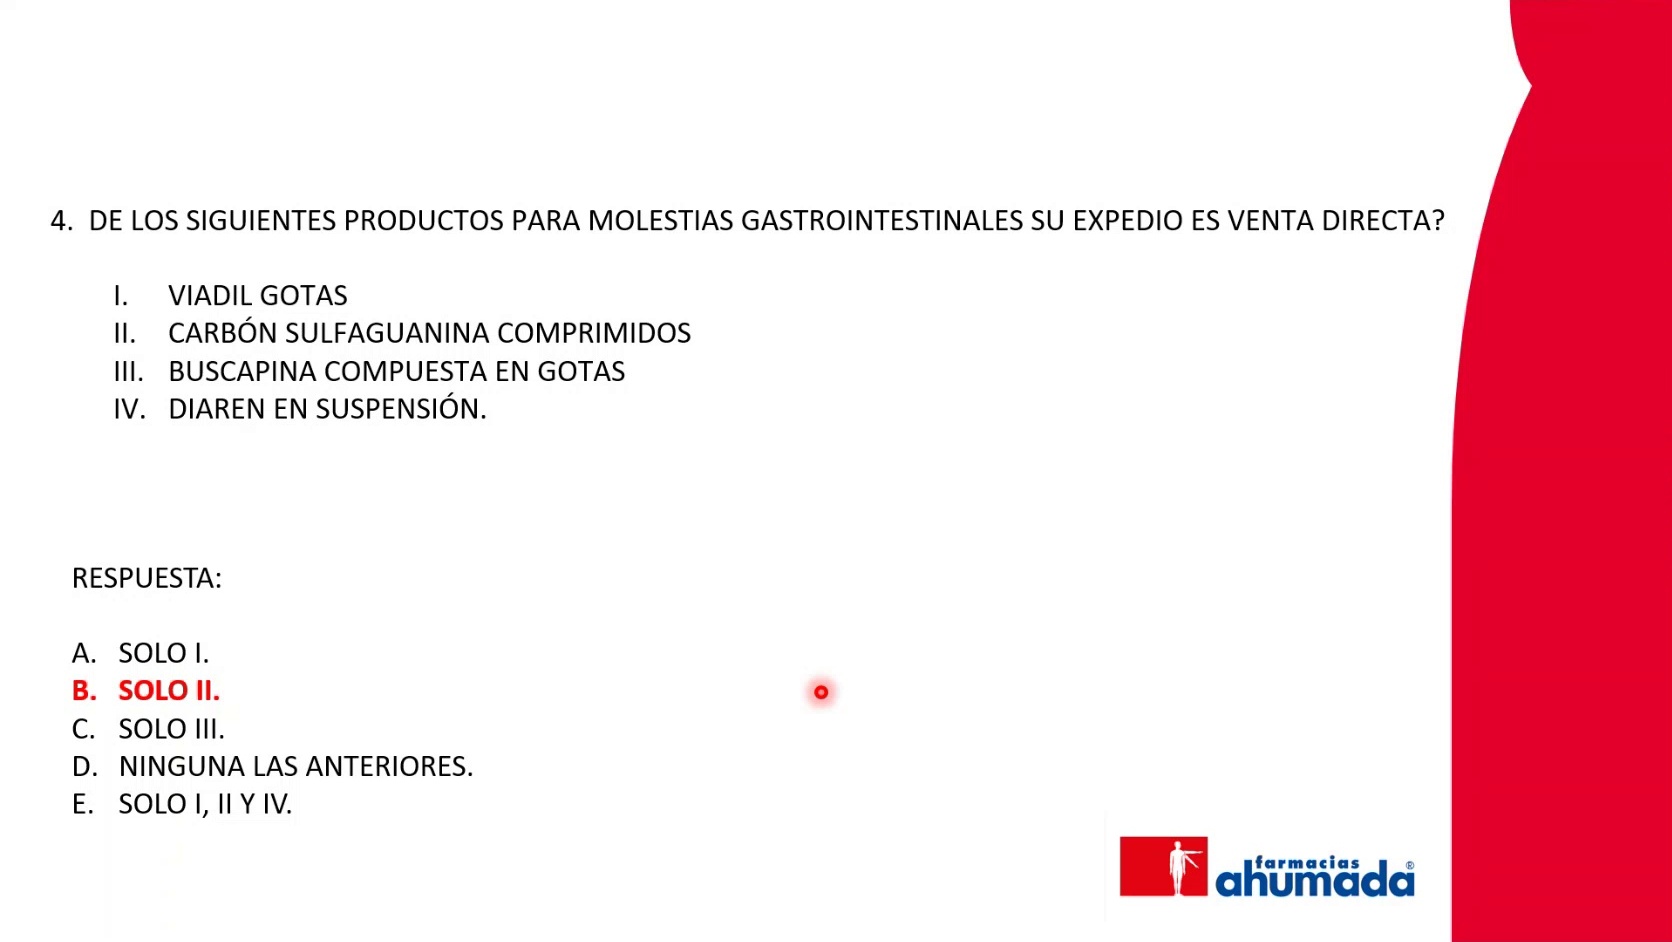 4. DE LOS SIGUIENTES PRODUCTOS PARA MOLESTIAS GASTROINTESTINALES SU EXPEDIO ES VENTA DIRECTA?
I. VIADIL GOTAS
II. CARBÓN SULFAGUANINA COMPRIMIDOS
III. BUSCAPINA COMPUESTA EN GOTAS
IV. DIAREN EN SUSPENSIÓN.
RESPUESTA:
A. SOLO I.
B. SOLO II.
C. SOLO III.
D. NINGUNA LAS ANTERIORES.
E. SOLO I, II Y IV.
farmacias
ahumada®